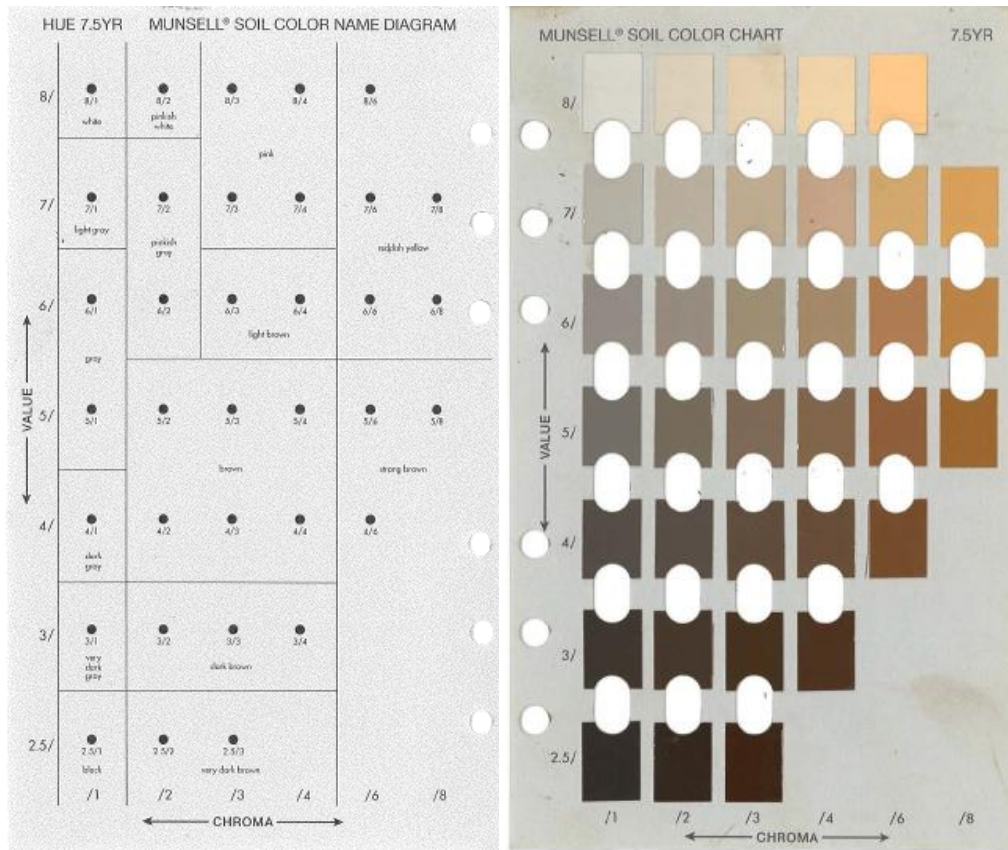 HUE 7.5YR MUNSELL® SOIL COLOR NAME DIAGRAM
8/
8/1 8/2 8/3 8/4 8/6
white pinkish
white
pink
7/
7/1 7/2 7/3 7/4 7/6 7/8
light gray pinkish
gray
reddish yellow
6/
6/1 6/2 6/3 6/4 6/6 6/8
light brown
gray
VALUE
5/
5/1 5/2 5/3 5/4 5/6 5/8
brown strong brown
4/
4/1 4/2 4/3 4/4 4/6
dark
gray
3/
3/1 3/2 3/3 3/4
very
dark
gray
dark brown
2.5/
2.5/1 2.5/2 2.5/3
black very dark brown
/1 /2 /3 /4 /6 /8
CHROMA
MUNSELL® SOIL COLOR CHART 7.5YR
8/
7/
6/
VALUE
5/
4/
3/
2.5/
/1 /2 /3 /4 /6 /8
CHROMA